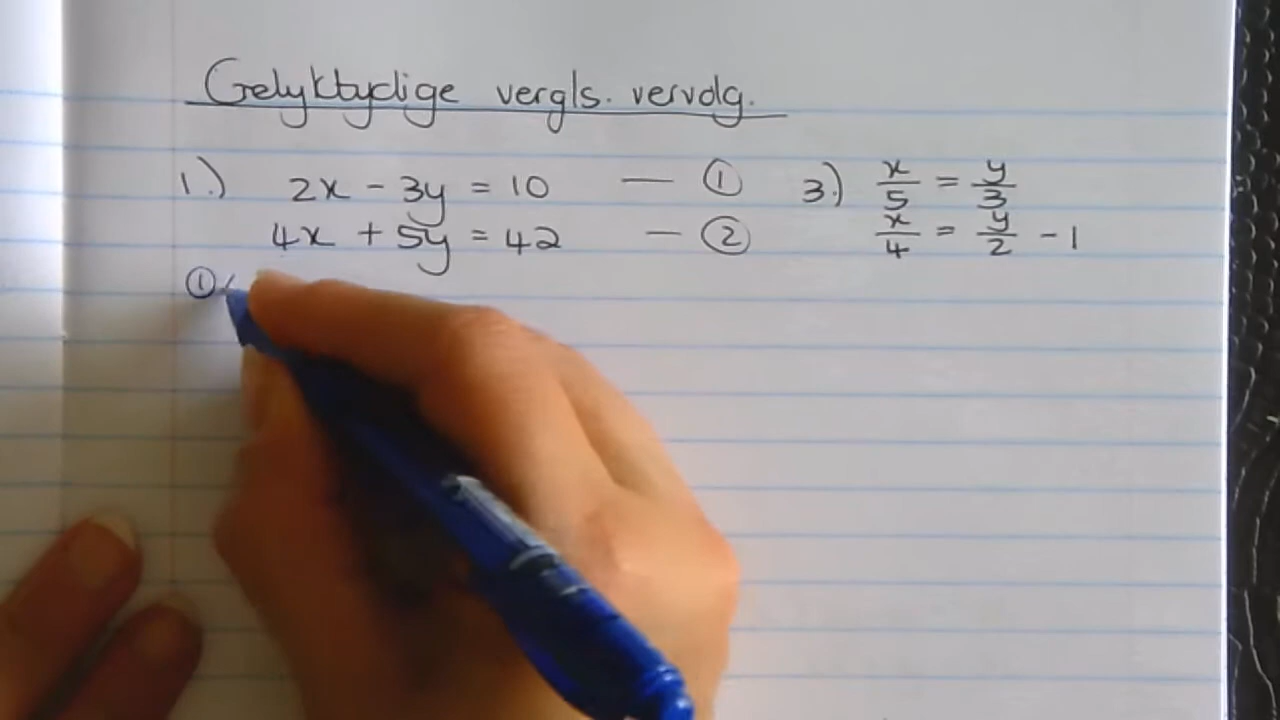 Gelyktydige vergls. vervolg.
1.) 2x - 3y = 10 — ①
4x + 5y = 42 — ②
①
3.) x/5 = y/3
x/4 = y/2 - 1